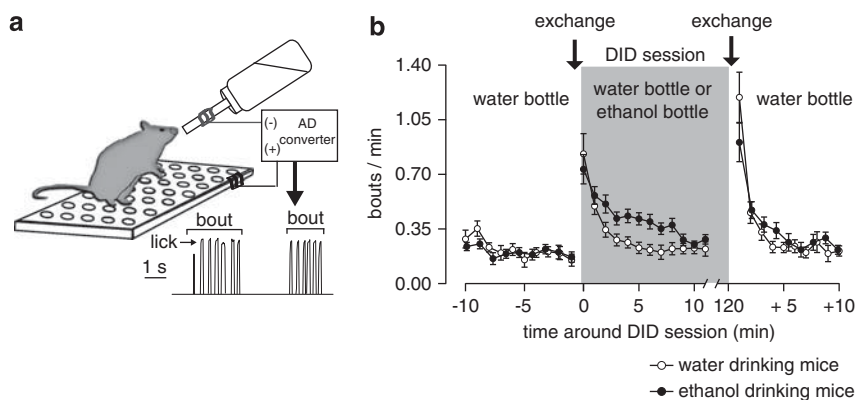 a
(-)
(+)
AD
converter
bout
bout
lick
1 s
b
exchange
exchange
DID session
water bottle
water bottle or
ethanol bottle
water bottle
bouts / min
1.40
1.05
0.70
0.35
0.00
-10
-5
0
5
10
120
+ 5
+10
time around DID session (min)
water drinking mice
ethanol drinking mice